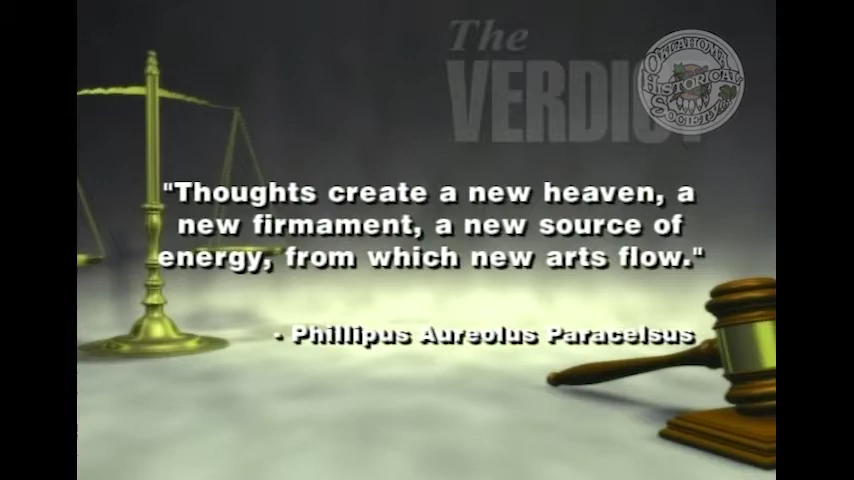 The
VERDICT
OKLAHOMA
HISTORICAL
SOCIETY
"Thoughts create a new heaven, a
new firmament, a new source of
energy, from which new arts flow."
- Phillipus Aureolus Paracelsus